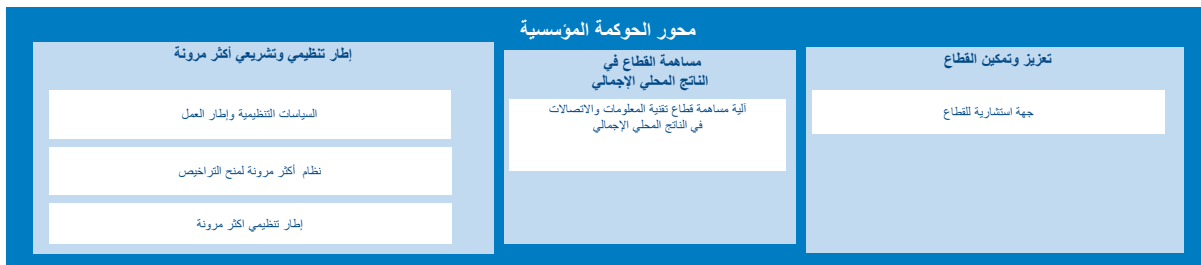 محور الحوكمة المؤسسية
تعزيز وتمكين القطاع
جهة استشارية للقطاع
مساهمة القطاع في
الناتج المحلي الإجمالي
آلية مساهمة قطاع تقنية المعلومات والاتصالات
في الناتج المحلي الإجمالي
إطار تنظيمي وتشريعي أكثر مرونة
السياسات التنظيمية وإطار العمل
نظام أكثر مرونة لمنح التراخيص
إطار تنظيمي اكثر مرونة